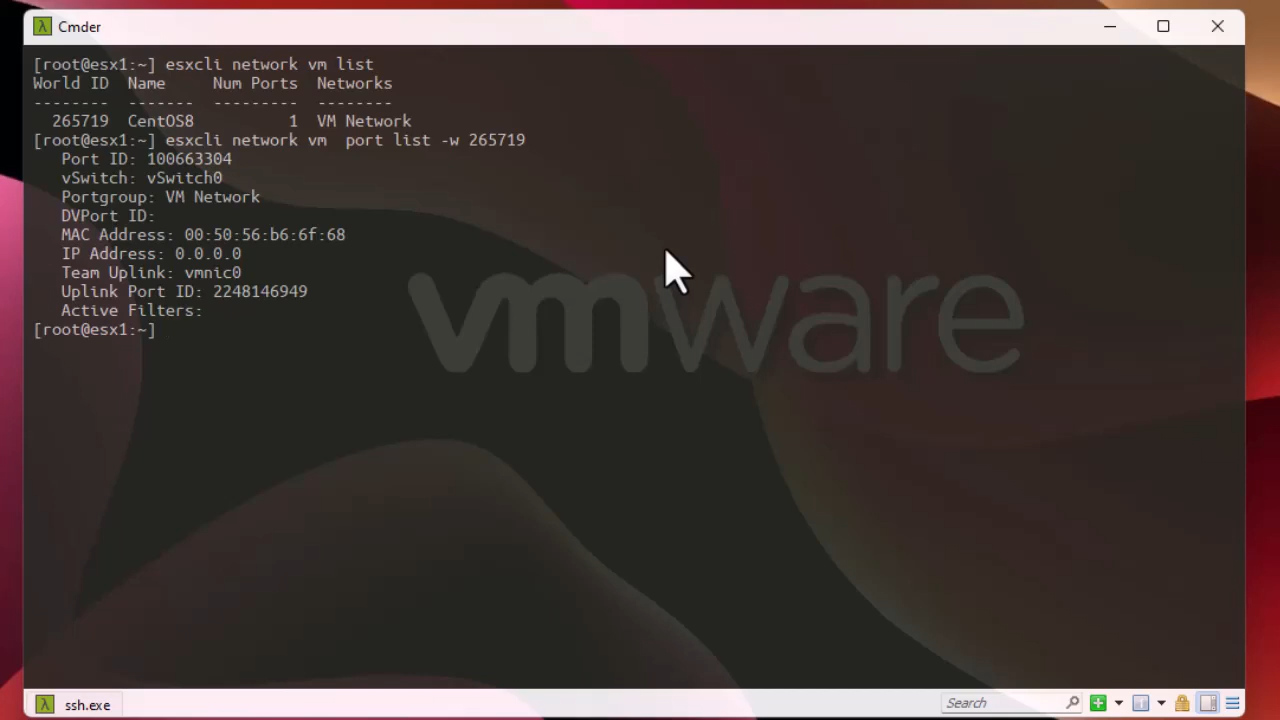 Cmder
[root@esx1:~] esxcli network vm list
World ID  Name     Num Ports  Networks
--------  -------  ---------  --------
  265719  CentOS8          1  VM Network
[root@esx1:~] esxcli network vm  port list -w 265719
   Port ID: 100663304
   vSwitch: vSwitch0
   Portgroup: VM Network
   DVPort ID:
   MAC Address: 00:50:56:b6:6f:68
   IP Address: 0.0.0.0
   Team Uplink: vmnic0
   Uplink Port ID: 2248146949
   Active Filters:
[root@esx1:~]
vmware
ssh.exe
Search